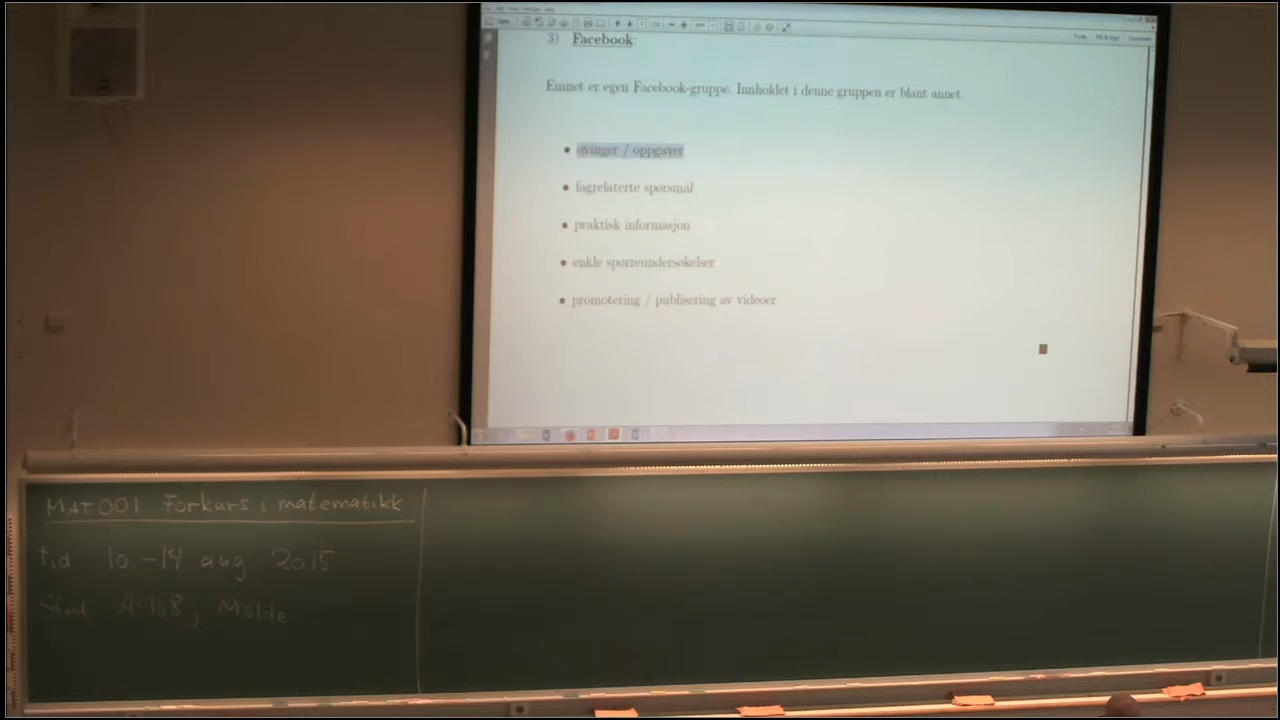 3) Facebook:
Emnet er egen Facebook-gruppe. Innholdet i denne gruppen er blant annet
• øvinger / oppgaver
• fagrelaterte spørsmål
• praktisk informasjon
• enkle spørreundersøkelser
• promotering / publisering av videoer
MAT001 Forkurs i matematikk
tid 10.-14 aug 2015
Sted A-108, Molde